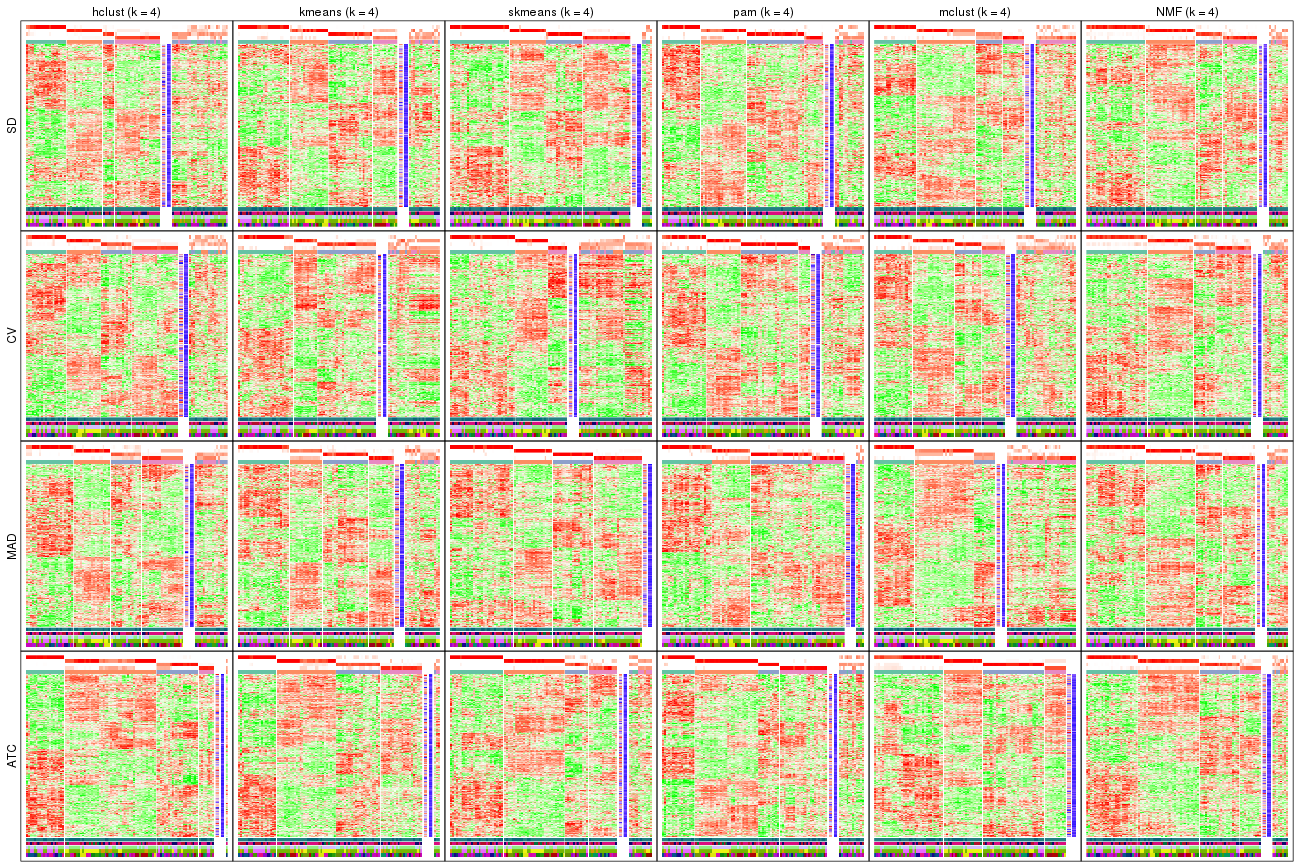 hclust (k = 4) kmeans (k = 4) skmeans (k = 4) pam (k = 4) mclust (k = 4) NMF (k = 4)
SD
CV
MAD
ATC